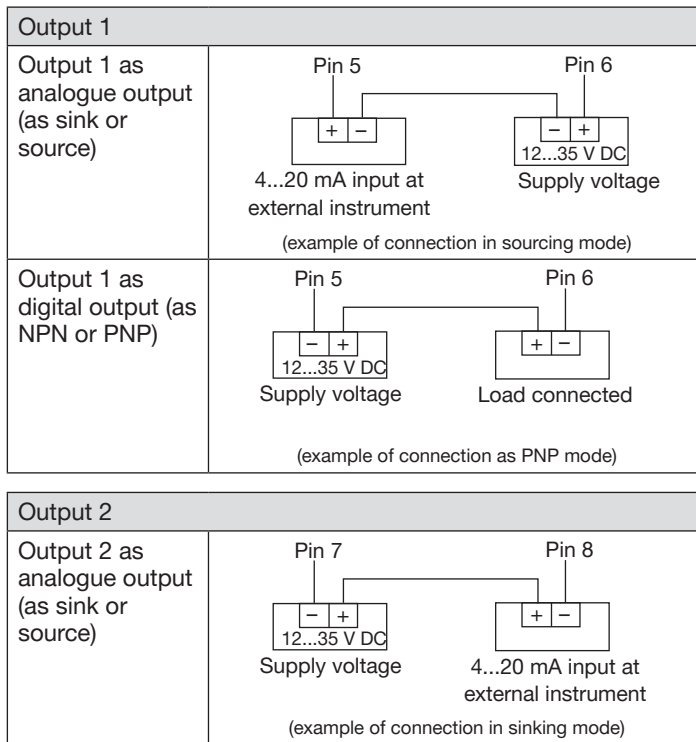 Output 1
Output 1 as
analogue output
(as sink or
source)
Pin 5
Pin 6
+ −
− +
12...35 V DC
4...20 mA input at
external instrument
Supply voltage
(example of connection in sourcing mode)
Output 1 as
digital output (as
NPN or PNP)
Pin 5
Pin 6
− +
12...35 V DC
+ −
Supply voltage
Load connected
(example of connection as PNP mode)
Output 2
Output 2 as
analogue output
(as sink or
source)
Pin 7
Pin 8
− +
12...35 V DC
+ −
Supply voltage
4...20 mA input at
external instrument
(example of connection in sinking mode)